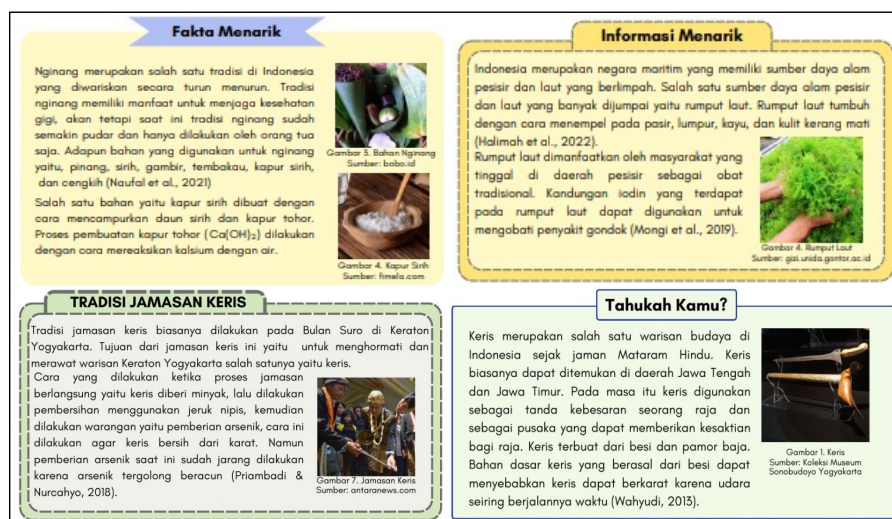 Fakta Menarik
Nginang merupakan salah satu tradisi di Indonesia
yang diwariskan secara turun menurun. Tradisi
nginang memiliki manfaat untuk menjaga kesehatan
gigi, akan tetapi saat ini tradisi nginang sudah
semakin pudar dan hanya dilakukan oleh orang tua
saja. Adapun bahan yang digunakan untuk nginang
yaitu, pinang, sirih, gambir, tembakau, kapur sirih,
dan cengkih (Naufal et al., 2021)
Salah satu bahan yaitu kapur sirih dibuat dengan
cara mencampurkan daun sirih dan kapur tohor.
Proses pembuatan kapur tohor (Ca(OH)₂) dilakukan
dengan cara mereaksikan kalsium dengan air.
Gambar 3. Bahan Nginang
Sumber: bobo.id
Gambar 4. Kapur Sirih
Sumber: fimela.com
Informasi Menarik
Indonesia merupakan negara maritim yang memiliki sumber daya alam
pesisir dan laut yang berlimpah. Salah satu sumber daya alam pesisir
dan laut yang banyak dijumpai yaitu rumput laut. Rumput laut tumbuh
dengan cara menempel pada pasir, lumpur, kayu, dan kulit kerang mati
(Halimah et al., 2022).
Rumput laut dimanfaatkan oleh masyarakat yang
tinggal di daerah pesisir sebagai obat
tradisional. Kandungan iodin yang terdapat
pada rumput laut dapat digunakan untuk
mengobati penyakit gondok (Mongi et al., 2019).
Gambar 4. Rumput Laut
Sumber: gizi.unida.gontor.ac.id
TRADISI JAMASAN KERIS
Tradisi jamasan keris biasanya dilakukan pada Bulan Suro di Keraton
Yogyakarta. Tujuan dari jamasan keris ini yaitu untuk menghormati dan
merawat warisan Keraton Yogyakarta salah satunya yaitu keris.
Cara yang dilakukan ketika proses jamasan
berlangsung yaitu keris diberi minyak, lalu dilakukan
pembersihan menggunakan jeruk nipis, kemudian
dilakukan warangan yaitu pemberian arsenik, cara ini
dilakukan agar keris bersih dari karat. Namun
pemberian arsenik saat ini sudah jarang dilakukan
karena arsenik tergolong beracun (Priambadi &
Nurcahyo, 2018).
Gambar 7. Jamasan Keris
Sumber: antaranews.com
Tahukah Kamu?
Keris merupakan salah satu warisan budaya di
Indonesia sejak jaman Mataram Hindu. Keris
biasanya dapat ditemukan di daerah Jawa Tengah
dan Jawa Timur. Pada masa itu keris digunakan
sebagai tanda kebesaran seorang raja dan
sebagai pusaka yang dapat memberikan kesaktian
bagi raja. Keris terbuat dari besi dan pamor baja.
Bahan dasar keris yang berasal dari besi dapat
menyebabkan keris dapat berkarat karena udara
seiring berjalannya waktu (Wahyudi, 2013).
Gambar 1. Keris
Sumber: Koleksi Museum
Sonobudoyo Yogyakarta